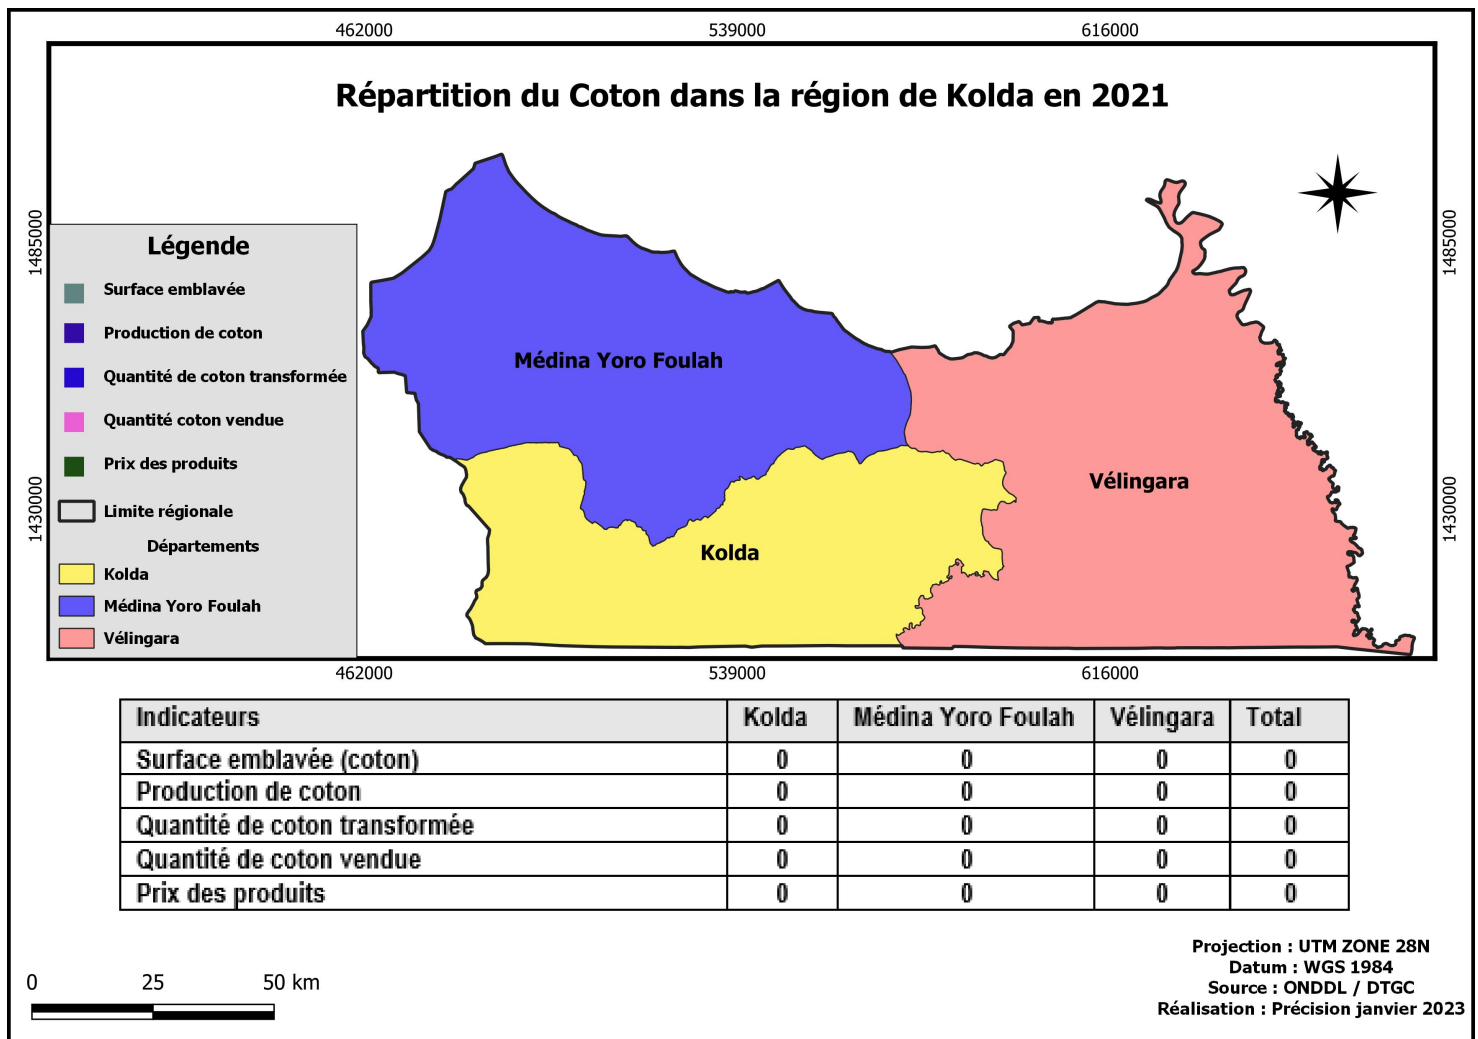 462000 539000 616000
Répartition du Coton dans la région de Kolda en 2021
1485000 1485000
Légende
Surface emblavée
Production de coton
Quantité de coton transformée
Quantité coton vendue
Prix des produits
Limite régionale
Départements
Kolda
Médina Yoro Foulah
Vélingara
Médina Yoro Foulah
Vélingara
Kolda
1430000 1430000
462000 539000 616000
Indicateurs Kolda Médina Yoro Foulah Vélingara Total
Surface emblavée (coton) 0 0 0 0
Production de coton 0 0 0 0
Quantité de coton transformée 0 0 0 0
Quantité de coton vendue 0 0 0 0
Prix des produits 0 0 0 0
0 25 50 km
Projection : UTM ZONE 28N
Datum : WGS 1984
Source : ONDDL / DTGC
Réalisation : Précision janvier 2023